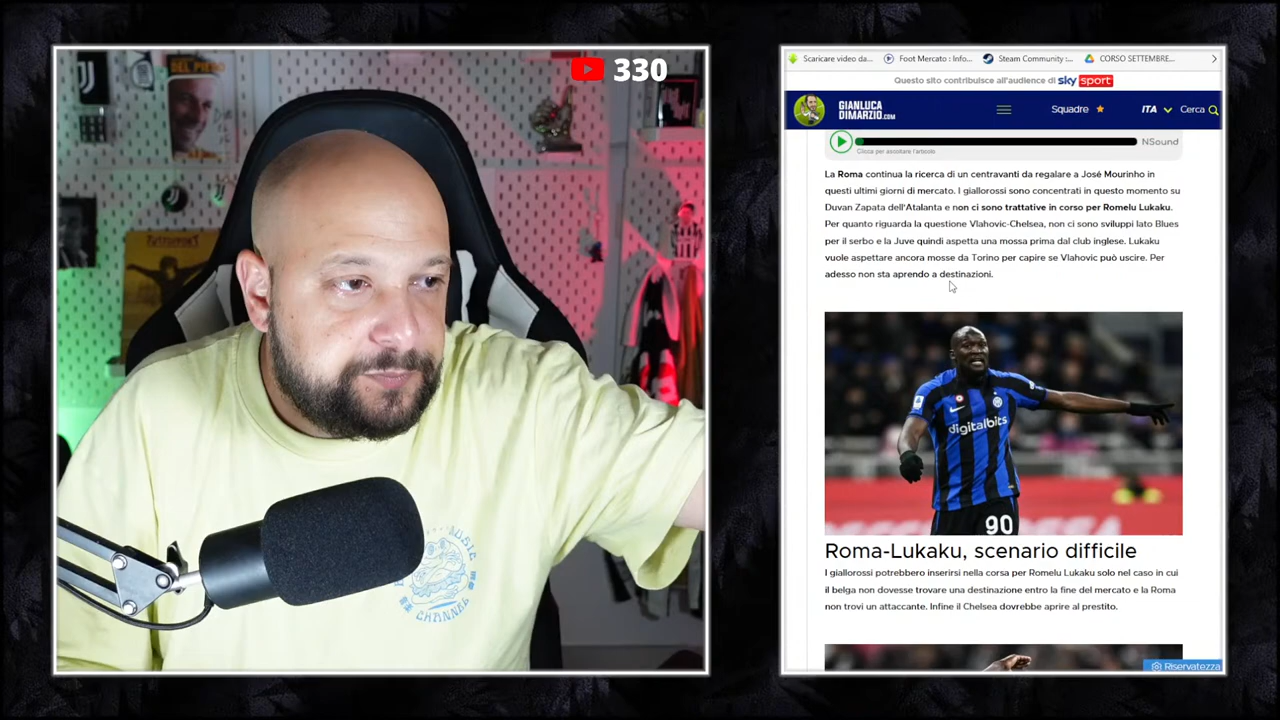 330
DEL PIERO
MUSIC
CHANNEL
Scaricare video da...
Foot Mercato : Info...
Steam Community :...
CORSO SETTEMBRE...
Questo sito contribuisce all'audience di sky sport
GIANLUCA
DIMARZIO.COM
Squadre
ITA
Cerca
NSound
Clicca per ascoltare l'articolo
La Roma continua la ricerca di un centravanti da regalare a José Mourinho in
questi ultimi giorni di mercato. I giallorossi sono concentrati in questo momento su
Duvan Zapata dell'Atalanta e non ci sono trattative in corso per Romelu Lukaku.
Per quanto riguarda la questione Vlahovic-Chelsea, non ci sono sviluppi lato Blues
per il serbo e la Juve quindi aspetta una mossa prima dal club inglese. Lukaku
vuole aspettare ancora mosse da Torino per capire se Vlahovic può uscire. Per
adesso non sta aprendo a destinazioni.
digitalbits
90
Roma-Lukaku, scenario difficile
I giallorossi potrebbero inserirsi nella corsa per Romelu Lukaku solo nel caso in cui
il belga non dovesse trovare una destinazione entro la fine del mercato e la Roma
non trovi un attaccante. Infine il Chelsea dovrebbe aprire al prestito.
Riservatezza